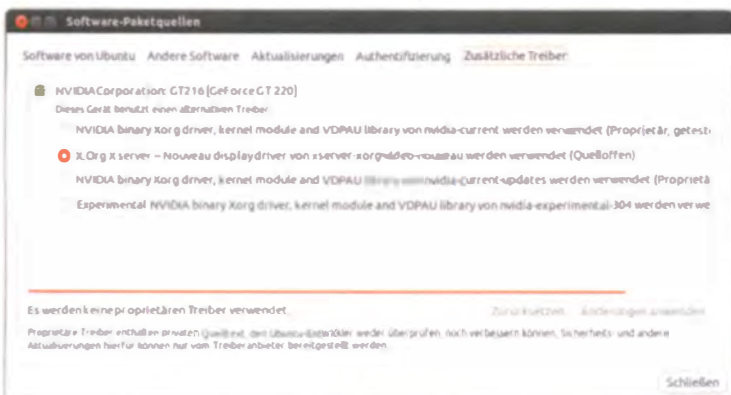 Software-Paketquellen
Software von Ubuntu Andere Software Aktualisierungen Authentifizierung Zusätzliche Treiber
NVIDIA Corporation: GT216 [GeForce GT 220]
Dieses Gerät benutzt einen alternativen Treiber.
NVIDIA binary Xorg driver, kernel module and VDPAU library von nvidia-current werden verwendet (Proprietär, getest
X.Org X server – Nouveau display driver von xserver-xorg-video-nouveau werden verwendet (Quelloffen)
NVIDIA binary Xorg driver, kernel module and VDPAU library von nvidia-current-updates werden verwendet (Proprietä
Experimental NVIDIA binary Xorg driver, kernel module and VDPAU library von nvidia-experimental-304 werden verwe
Es werden keine proprietären Treiber verwendet.
Zurücksetzen Änderungen anwenden
Proprietäre Treiber enthalten privaten Quelltext, den Ubuntu-Entwickler weder überprüfen, noch verbessern können. Sicherheits- und andere
Aktualisierungen hierfür können nur vom Treiberanbieter bereitgestellt werden.
Schließen